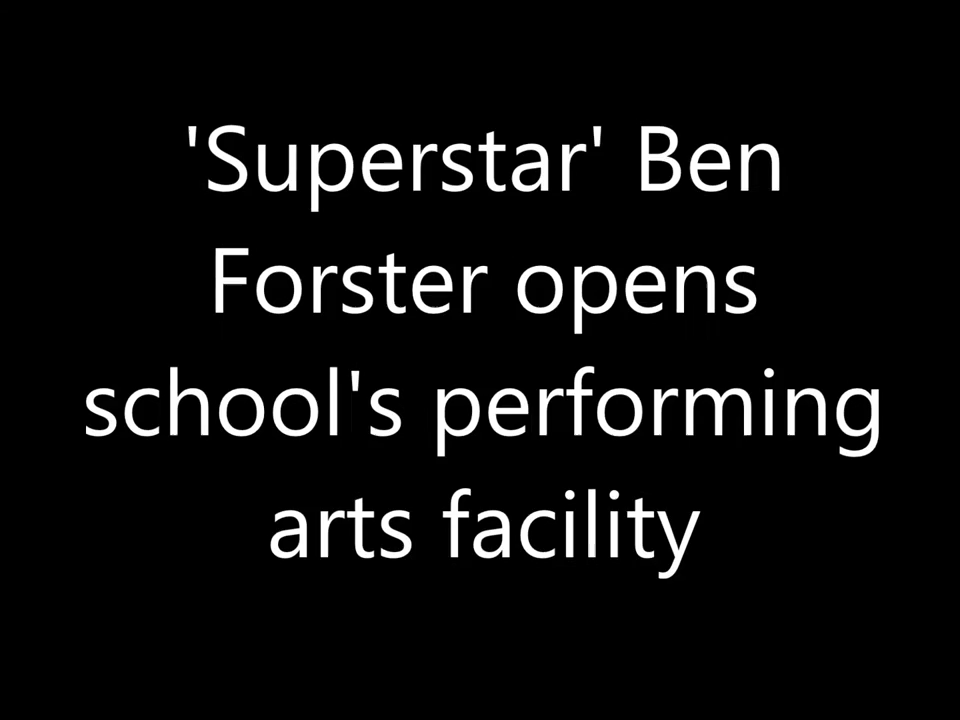 'Superstar' Ben
Forster opens
school's performing
arts facility